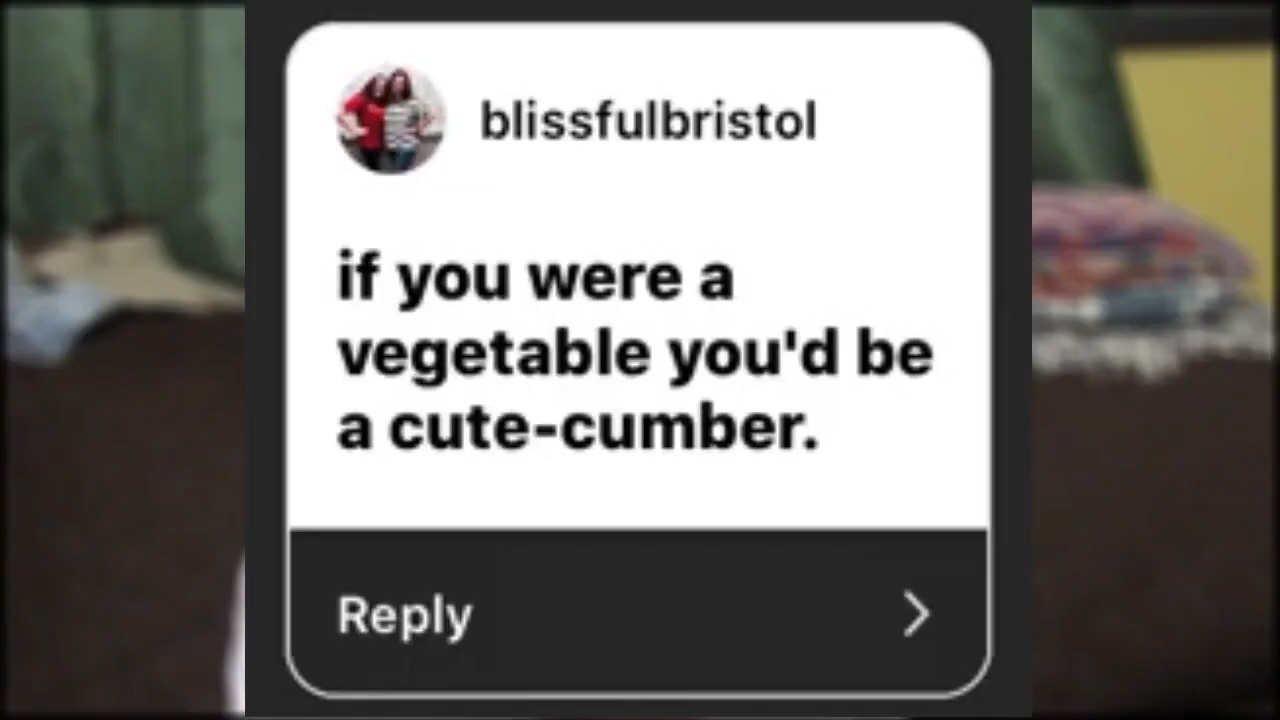 blissfulbristol
if you were a
vegetable you'd be
a cute-cumber.
Reply